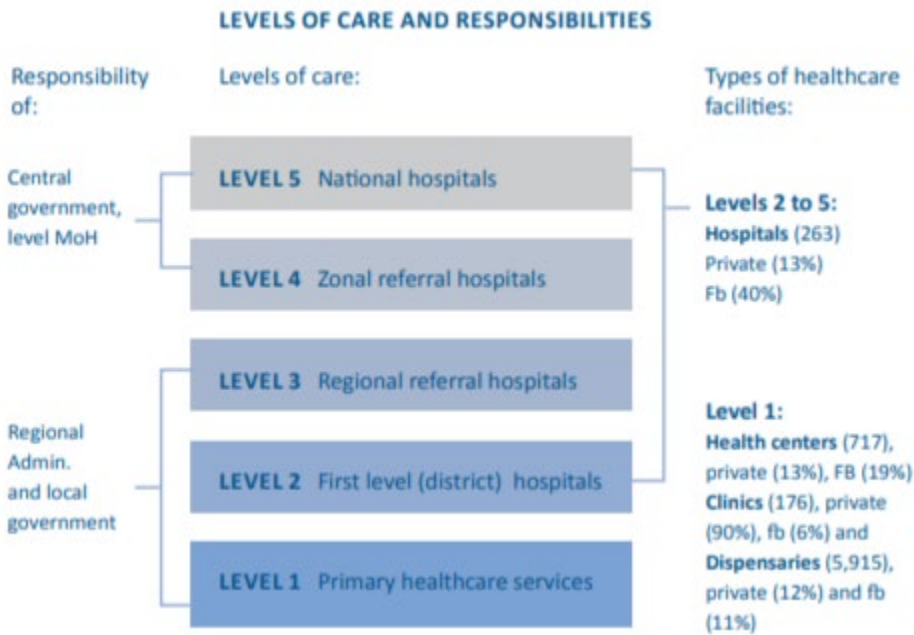 LEVELS OF CARE AND RESPONSIBILITIES
Responsibility
of:
Levels of care:
Types of healthcare
facilities:
Central
government,
level MoH
LEVEL 5 National hospitals
LEVEL 4 Zonal referral hospitals
Levels 2 to 5:
Hospitals (263)
Private (13%)
Fb (40%)
Regional
Admin.
and local
government
LEVEL 3 Regional referral hospitals
LEVEL 2 First level (district) hospitals
LEVEL 1 Primary healthcare services
Level 1:
Health centers (717),
private (13%), FB (19%)
Clinics (176), private
(90%), fb (6%) and
Dispensaries (5,915),
private (12%) and fb
(11%)